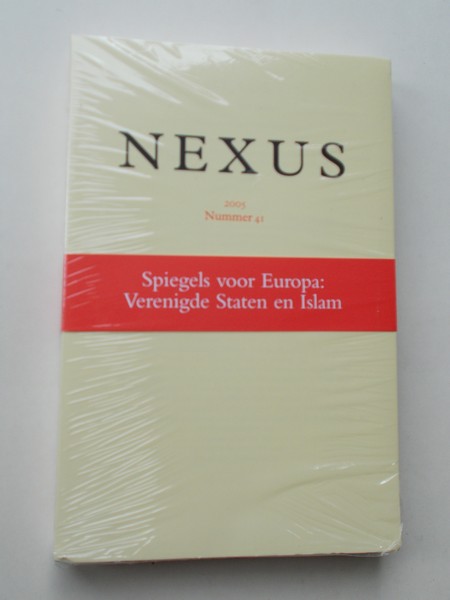 NEXUS
2005
Nummer 41
Spiegels voor Europa:
Verenigde Staten en Islam